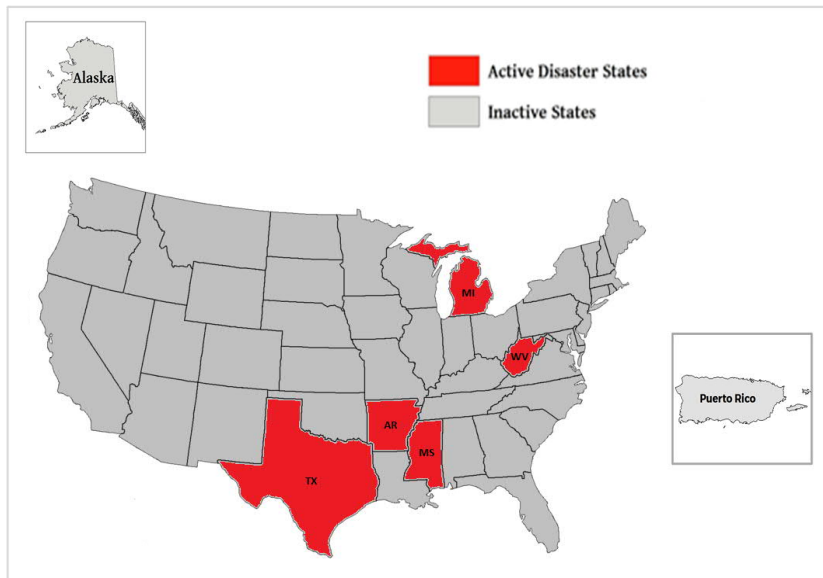 Alaska
Active Disaster States
Inactive States
MI
WV
Puerto Rico
AR
MS
TX